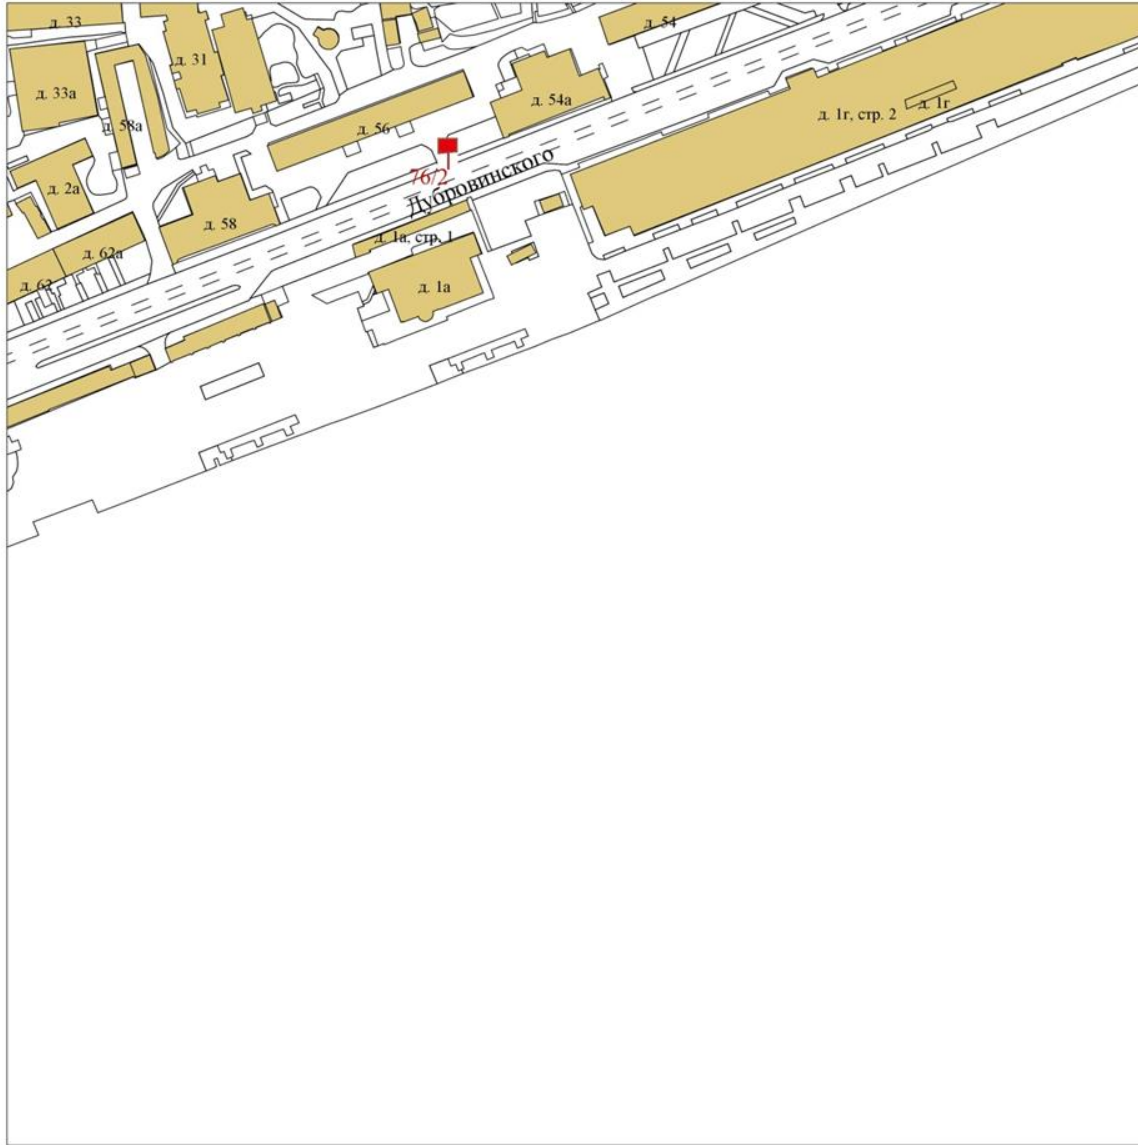 д. 33
д. 54
д. 31
д. 33а
д. 54а
д. 1г
д. 1г, стр. 2
д. 58а
д. 56
76/2
Дубровинского
д. 2а
д. 58
д. 1а, стр. 1
д. 62а
д. 62
д. 1а